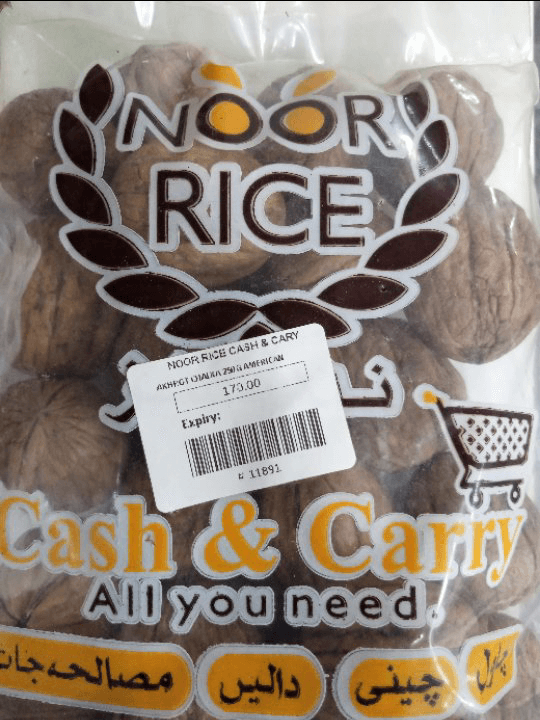 NOOR
RICE
NOOR RICE CASH & CARY
AKHROT CHALKA 250 G AMERICAN
170.00
Expiry:
# 11891
Cash & Carry
All you need.
چاول چینی دالیں مصالحہ جات